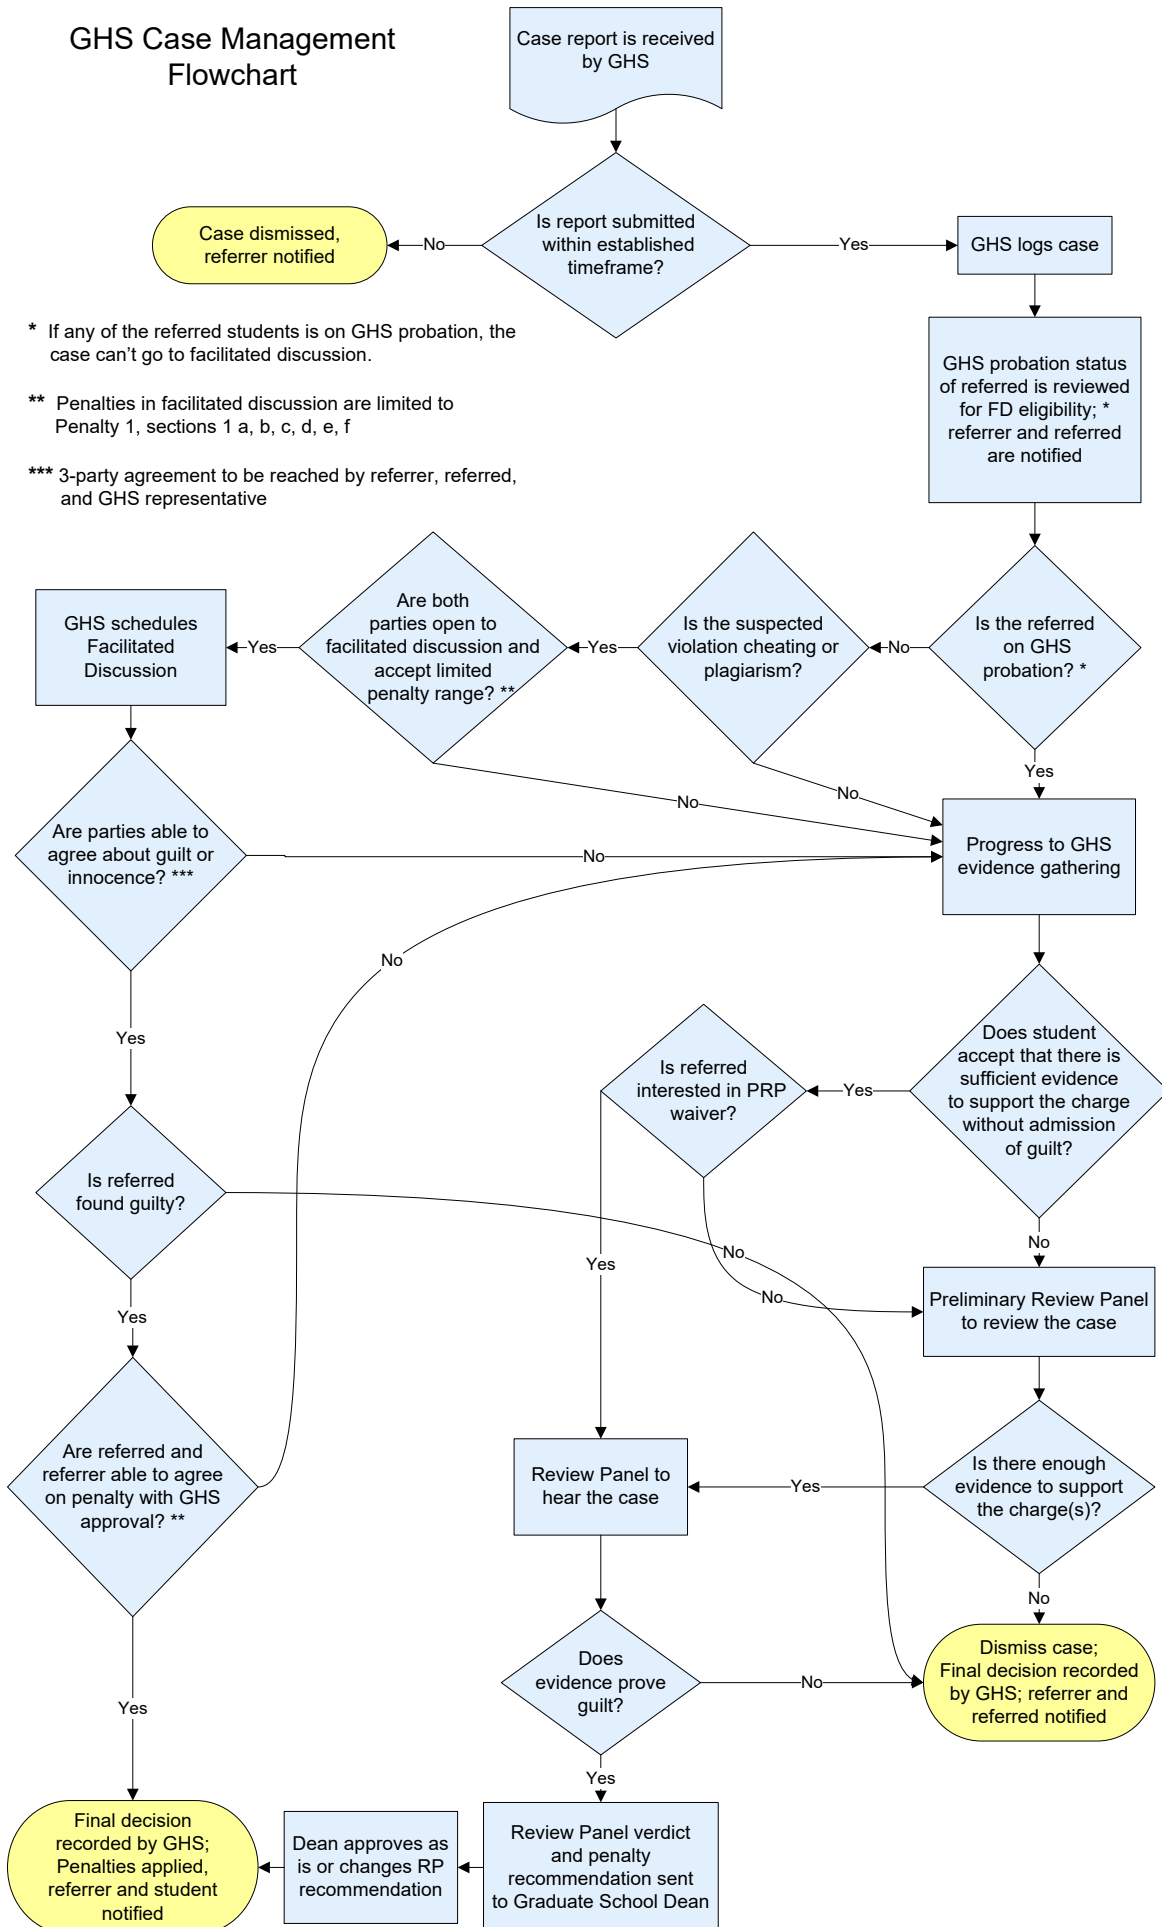 GHS Case Management
Flowchart
Case report is received
by GHS
Is report submitted
within established
timeframe?
No
Case dismissed,
referrer notified
Yes
GHS logs case
* If any of the referred students is on GHS probation, the
case can't go to facilitated discussion.
** Penalties in facilitated discussion are limited to
Penalty 1, sections 1 a, b, c, d, e, f
*** 3-party agreement to be reached by referrer, referred,
and GHS representative
GHS probation status
of referred is reviewed
for FD eligibility; *
referrer and referred
are notified
Is the referred
on GHS
probation? *
No
Is the suspected
violation cheating or
plagiarism?
Yes
Are both
parties open to
facilitated discussion and
accept limited
penalty range? **
Yes
GHS schedules
Facilitated
Discussion
Yes
No
No
Are parties able to
agree about guilt or
innocence? ***
No
Progress to GHS
evidence gathering
No
Yes
Does student
accept that there is
sufficient evidence
to support the charge
without admission
of guilt?
Yes
Is referred
interested in PRP
waiver?
Is referred
found guilty?
No
No
Yes
No
Yes
Preliminary Review Panel
to review the case
Are referred and
referrer able to agree
on penalty with GHS
approval? **
Review Panel to
hear the case
Yes
Is there enough
evidence to support
the charge(s)?
No
Does
evidence prove
guilt?
No
Dismiss case;
Final decision recorded
by GHS; referrer and
referred notified
Yes
Yes
Final decision
recorded by GHS;
Penalties applied,
referrer and student
notified
Dean approves as
is or changes RP
recommendation
Review Panel verdict
and penalty
recommendation sent
to Graduate School Dean